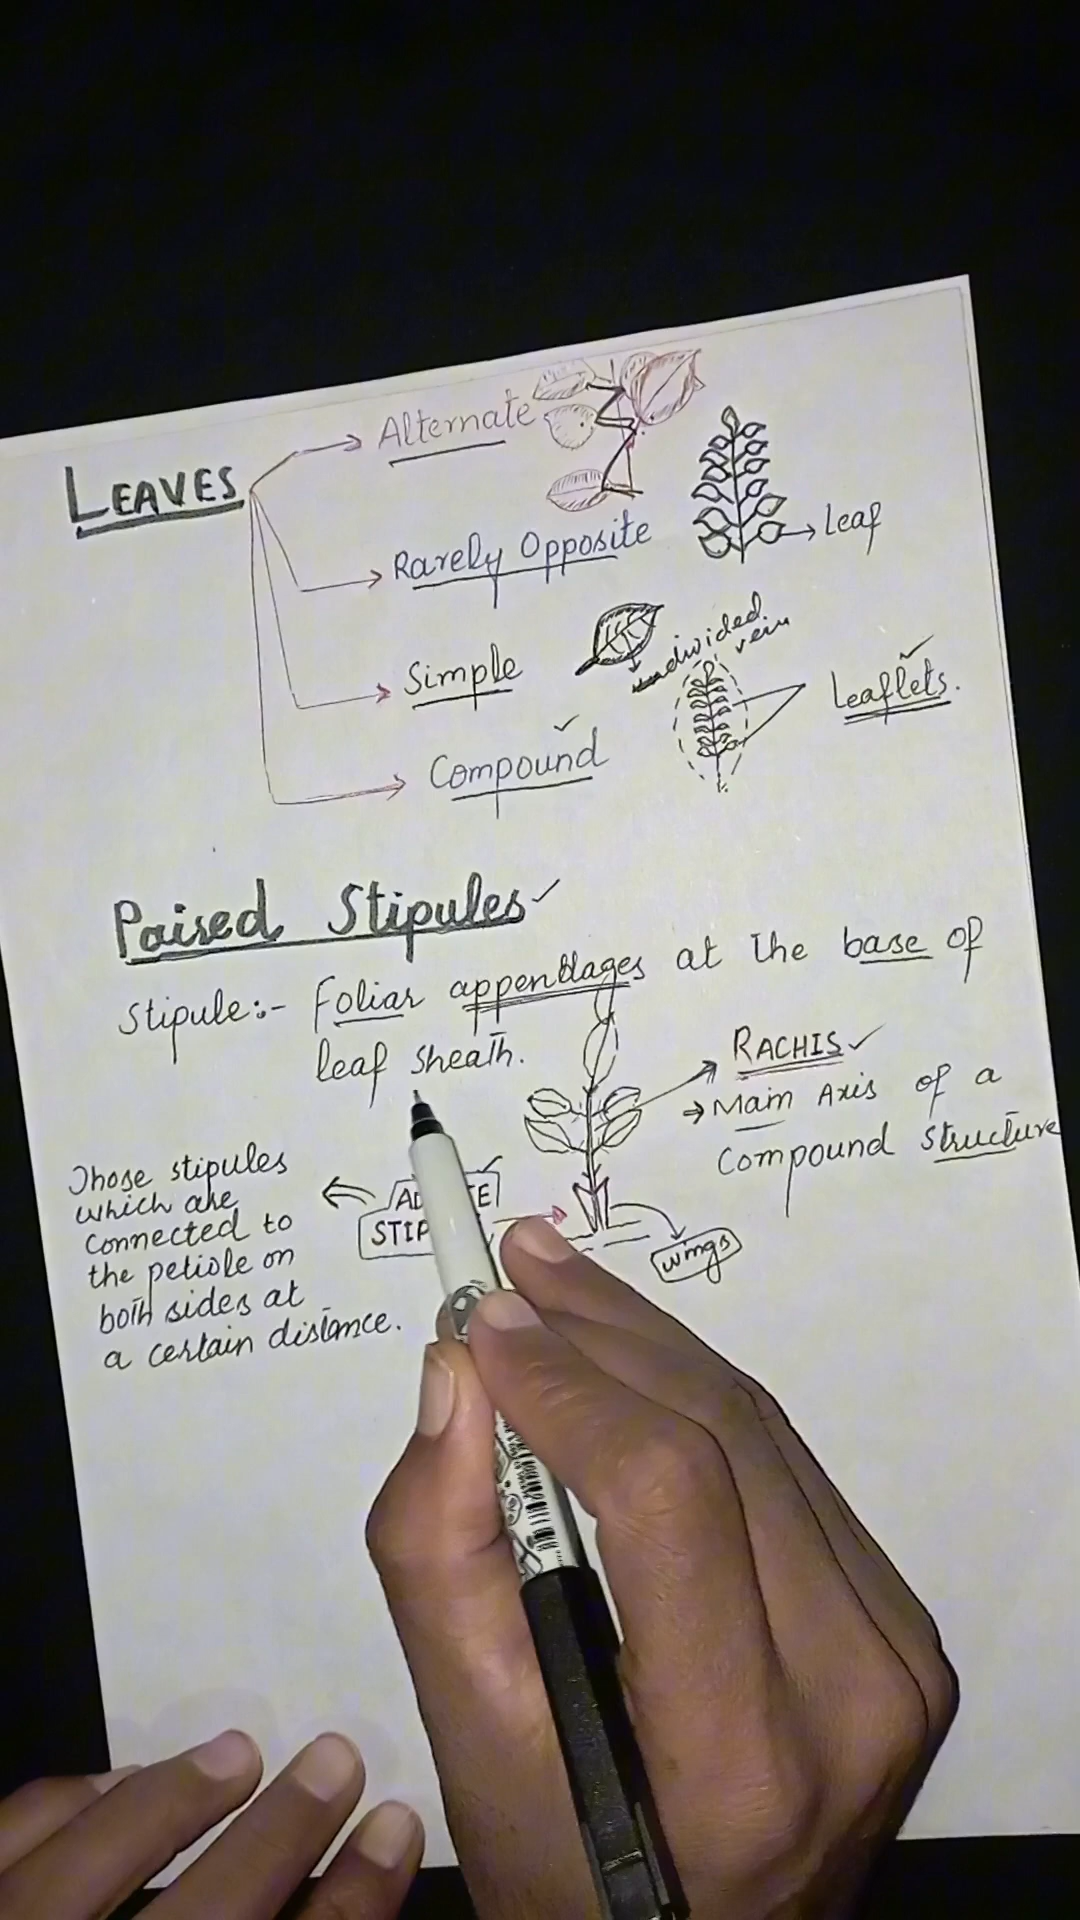 LEAVES
Alternate
Rarely Opposite
leaf
Simple
undivided
vein
Compound
Leaflets.
Paired Stipules
Stipule:- Foliar appendages at the base of
leaf sheath.
RACHIS
→ Main Axis of a
Compound structure
Those stipules
which are
connected to
the petiole on
both sides at
a certain distance.
wings